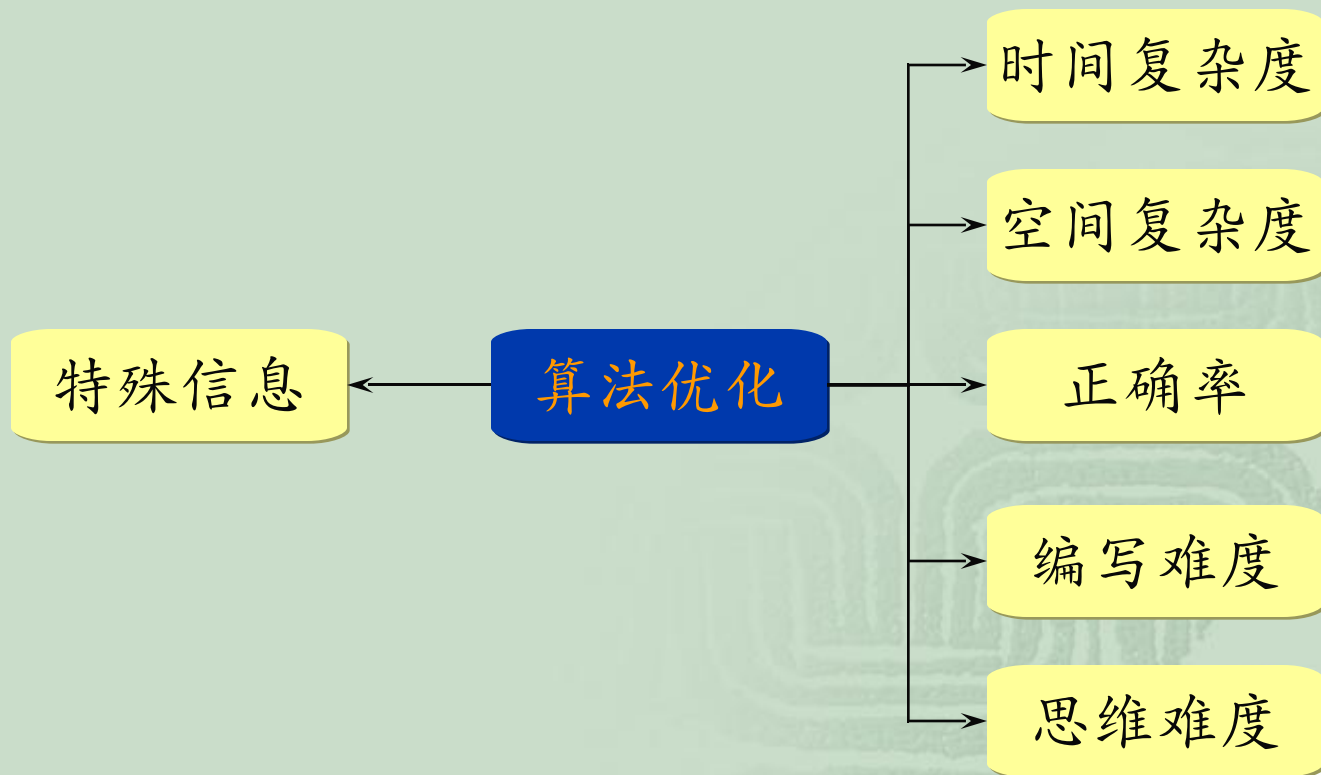 时间复杂度
空间复杂度
特殊信息
算法优化
正确率
编写难度
思维难度